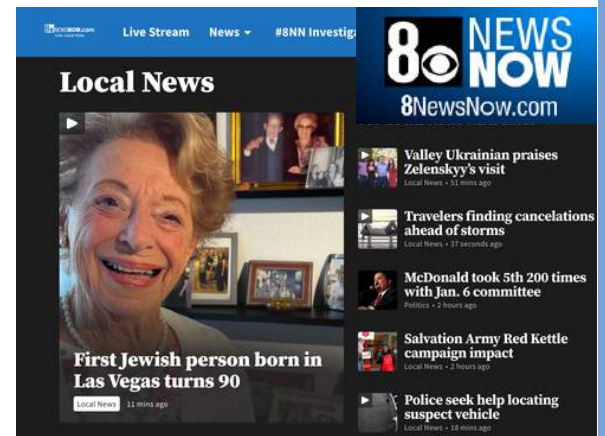 8NEWSNOW.com
Live Stream News #8NN Investiga
8 NEWS
NOW
8NewsNow.com
Local News
Valley Ukrainian praises
Zelenskyy's visit
Local News • 51 mins ago
Travelers finding cancelations
ahead of storms
Local News • 37 seconds ago
McDonald took 5th 200 times
with Jan. 6 committee
Politics • 2 hours ago
Salvation Army Red Kettle
campaign impact
Local News • 2 hours ago
Police seek help locating
suspect vehicle
Local News • 18 mins ago
First Jewish person born in
Las Vegas turns 90
Local News 11 mins ago